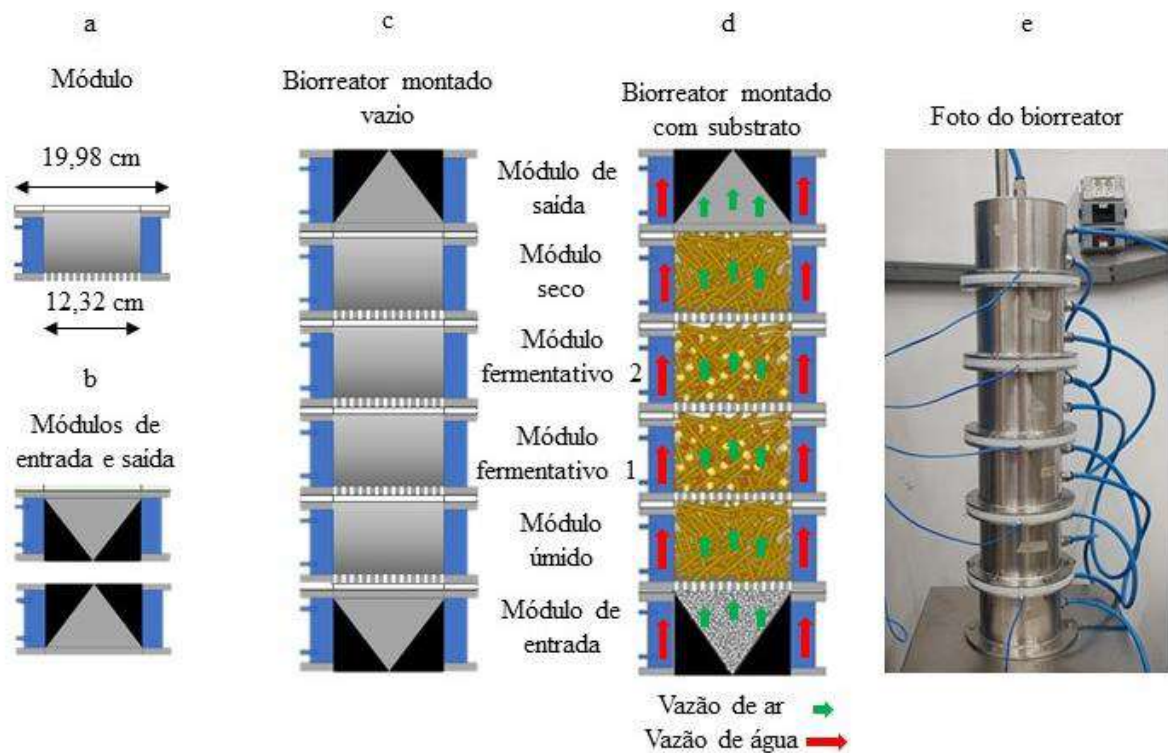 a
Módulo
19,98 cm
12,32 cm
b
Módulos de
entrada e saída
c
Biorreator montado
vazio
d
Biorreator montado
com substrato
Módulo de
saída
Módulo
seco
Módulo
fermentativo 2
Módulo
fermentativo 1
Módulo
úmido
Módulo de
entrada
Vazão de ar
Vazão de água
e
Foto do biorreator